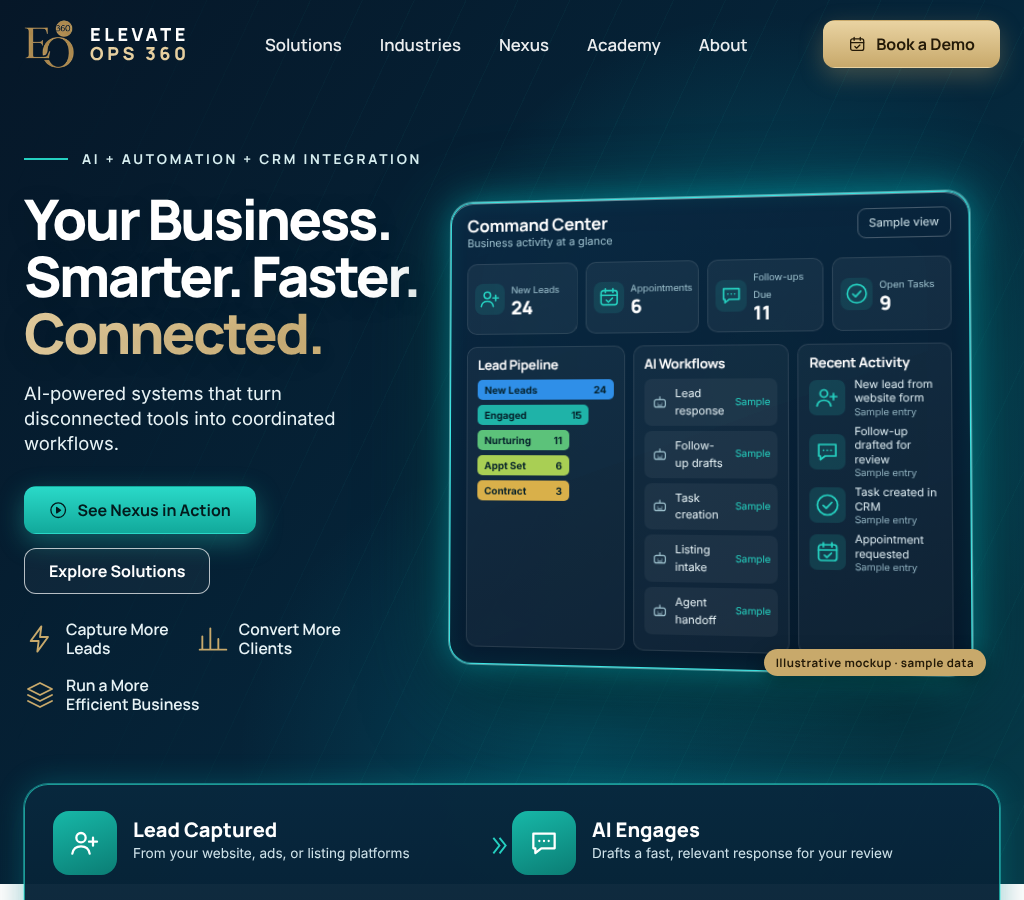 EO 360
ELEVATE
OPS 360
Solutions
Industries
Nexus
Academy
About
Book a Demo
AI + AUTOMATION + CRM INTEGRATION
Your Business.
Smarter. Faster.
Connected.
AI-powered systems that turn
disconnected tools into coordinated
workflows.
See Nexus in Action
Explore Solutions
Capture More
Leads
Convert More
Clients
Run a More
Efficient Business
Command Center
Business activity at a glance
Sample view
New Leads
24
Appointments
6
Follow-ups
Due
11
Open Tasks
9
Lead Pipeline
New Leads 24
Engaged 15
Nurturing 11
Appt Set 6
Contract 3
AI Workflows
Lead
response
Sample
Follow-
up drafts
Sample
Task
creation
Sample
Listing
intake
Sample
Agent
handoff
Sample
Recent Activity
New lead from
website form
Sample entry
Follow-up
drafted for
review
Sample entry
Task created in
CRM
Sample entry
Appointment
requested
Sample entry
Illustrative mockup · sample data
Lead Captured
From your website, ads, or listing platforms
AI Engages
Drafts a fast, relevant response for your review